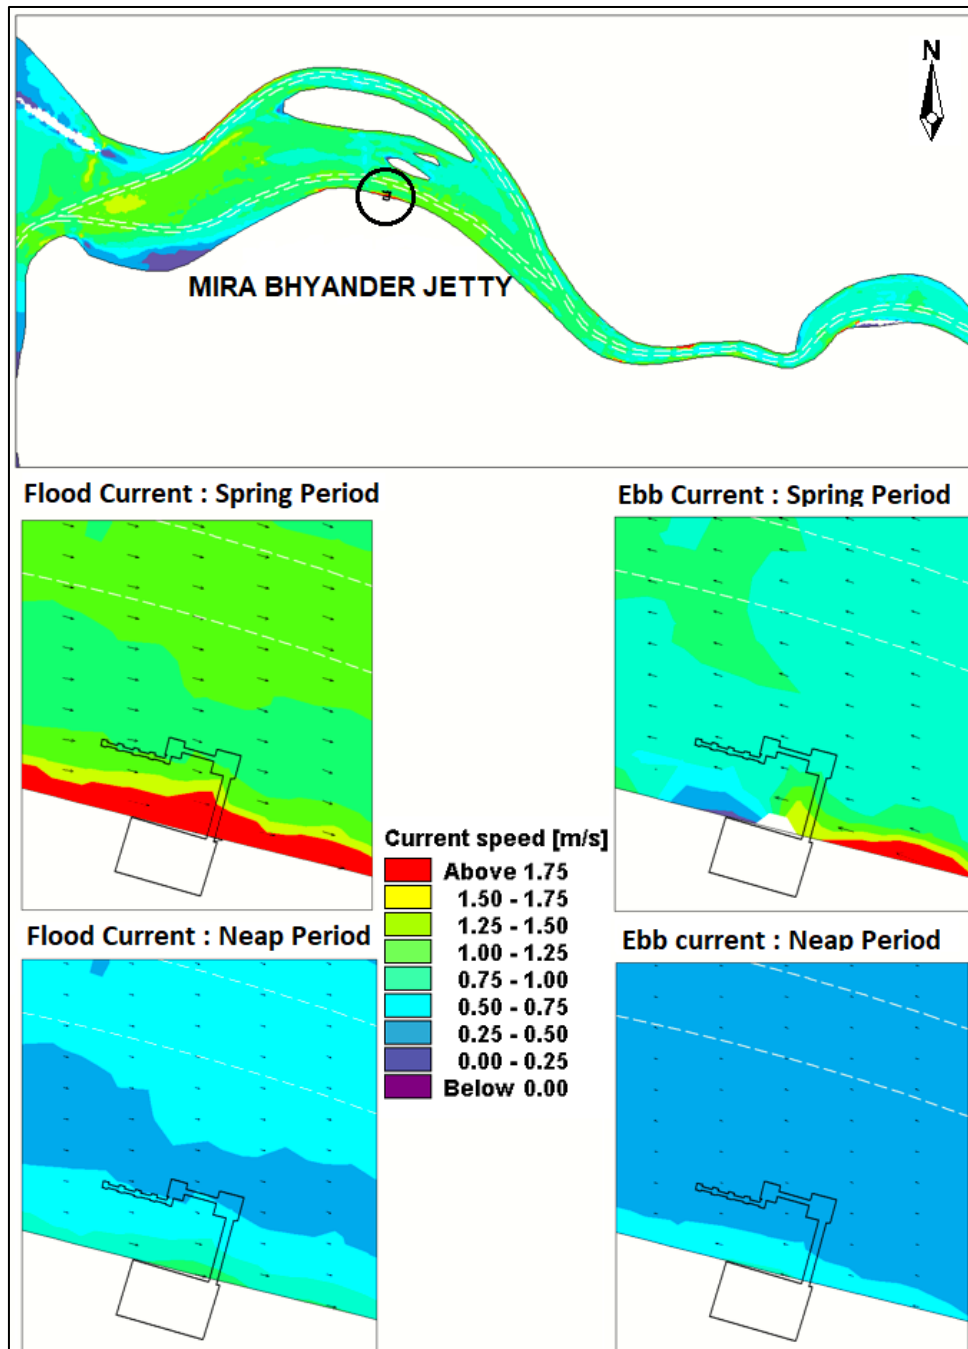 N
MIRA BHYANDER JETTY
Flood Current : Spring Period
Ebb Current : Spring Period
Current speed [m/s]
Above 1.75
1.50 - 1.75
1.25 - 1.50
1.00 - 1.25
0.75 - 1.00
0.50 - 0.75
0.25 - 0.50
0.00 - 0.25
Below 0.00
Flood Current : Neap Period
Ebb current : Neap Period